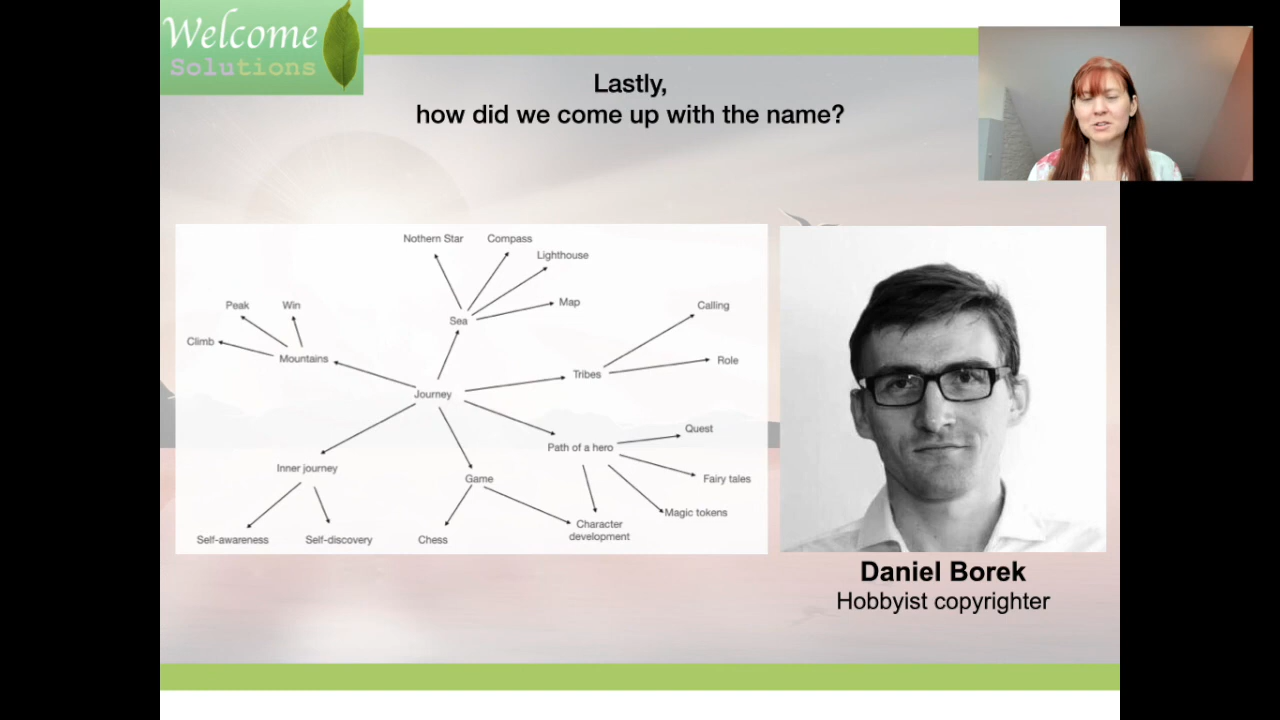 Welcome
Solutions
Lastly,
how did we come up with the name?
Nothern Star
Compass
Lighthouse
Map
Sea
Peak
Win
Climb
Mountains
Calling
Role
Tribes
Journey
Quest
Path of a hero
Fairy tales
Magic tokens
Character
development
Inner journey
Game
Self-awareness
Self-discovery
Chess
Daniel Borek
Hobbyist copyrighter